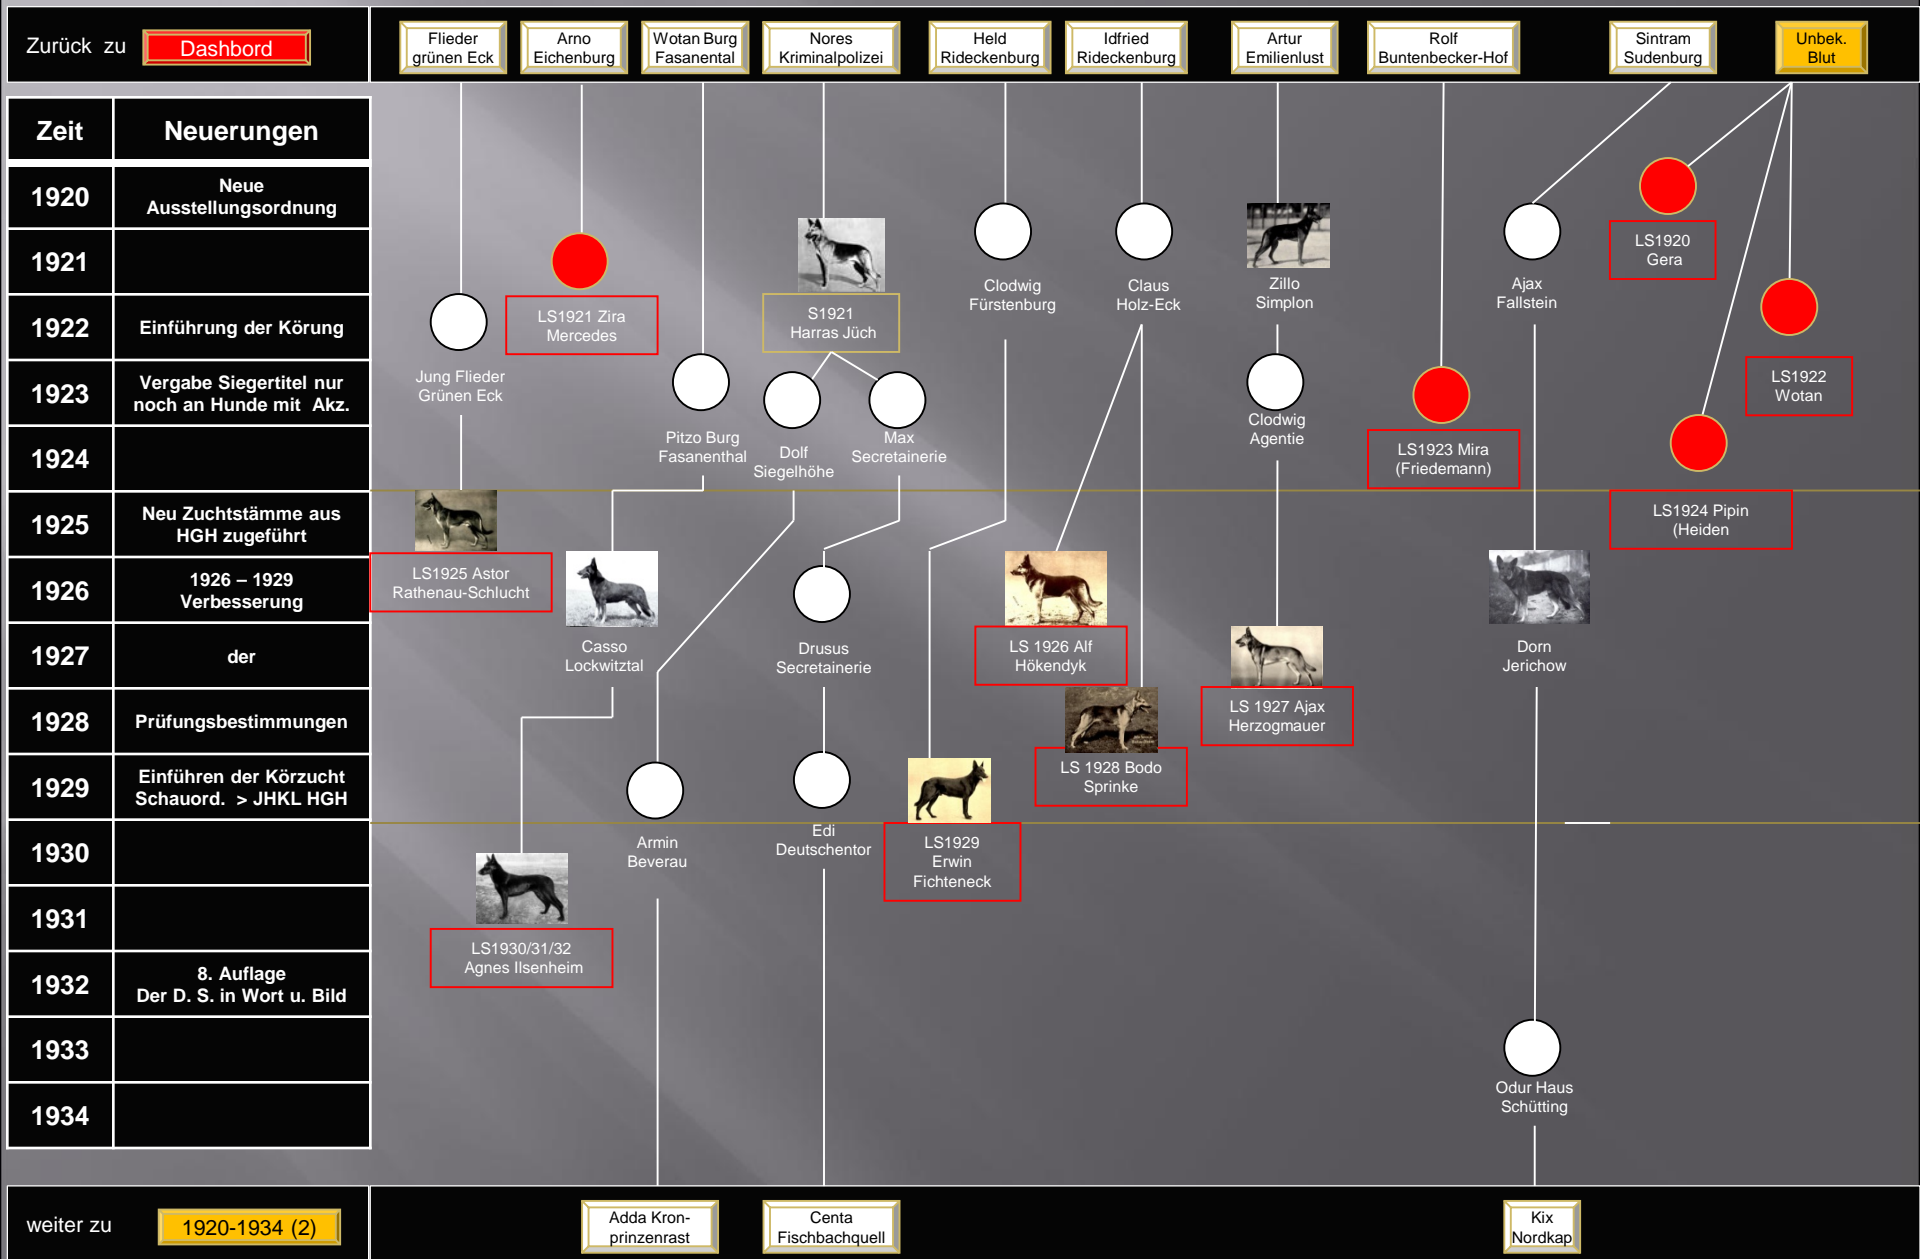 Zurück zu
Dashbord
Flieder
grünen Eck
Arno
Eichenburg
Wotan Burg
Fasanental
Nores
Kriminalpolizei
Held
Rideckenburg
Idfried
Rideckenburg
Artur
Emilienlust
Rolf
Buntenbecker-Hof
Sintram
Sudenburg
Unbek.
Blut
Zeit
Neuerungen
1920
Neue
Ausstellungsordnung
1921
1922
Einführung der Körung
1923
Vergabe Siegertitel nur
noch an Hunde mit Akz.
1924
1925
Neu Zuchtstämme aus
HGH zugeführt
1926
1926 – 1929
Verbesserung
1927
der
1928
Prüfungsbestimmungen
1929
Einführen der Körzucht
Schauord. > JHKL HGH
1930
1931
1932
8. Auflage
Der D. S. in Wort u. Bild
1933
1934
LS1920
Gera
LS1921 Zira
Mercedes
S1921
Harras Jüch
Clodwig
Fürstenburg
Claus
Holz-Eck
Zillo
Simplon
Ajax
Fallstein
Jung Flieder
Grünen Eck
LS1922
Wotan
Pitzo Burg
Fasanenthal
Dolf
Siegelhöhe
Max
Secretainerie
Clodwig
Agentie
LS1923 Mira
(Friedemann)
LS1924 Pipin
(Heiden
LS1925 Astor
Rathenau-Schlucht
Casso
Lockwitztal
Drusus
Secretainerie
LS 1926 Alf
Hökendyk
LS 1927 Ajax
Herzogmauer
Dorn
Jerichow
LS 1928 Bodo
Sprinke
Armin
Beverau
Edi
Deutschentor
LS1929
Erwin
Fichteneck
LS1930/31/32
Agnes Ilsenheim
Odur Haus
Schütting
weiter zu
1920-1934 (2)
Adda Kron-
prinzenrast
Centa
Fischbachquell
Kix
Nordkap